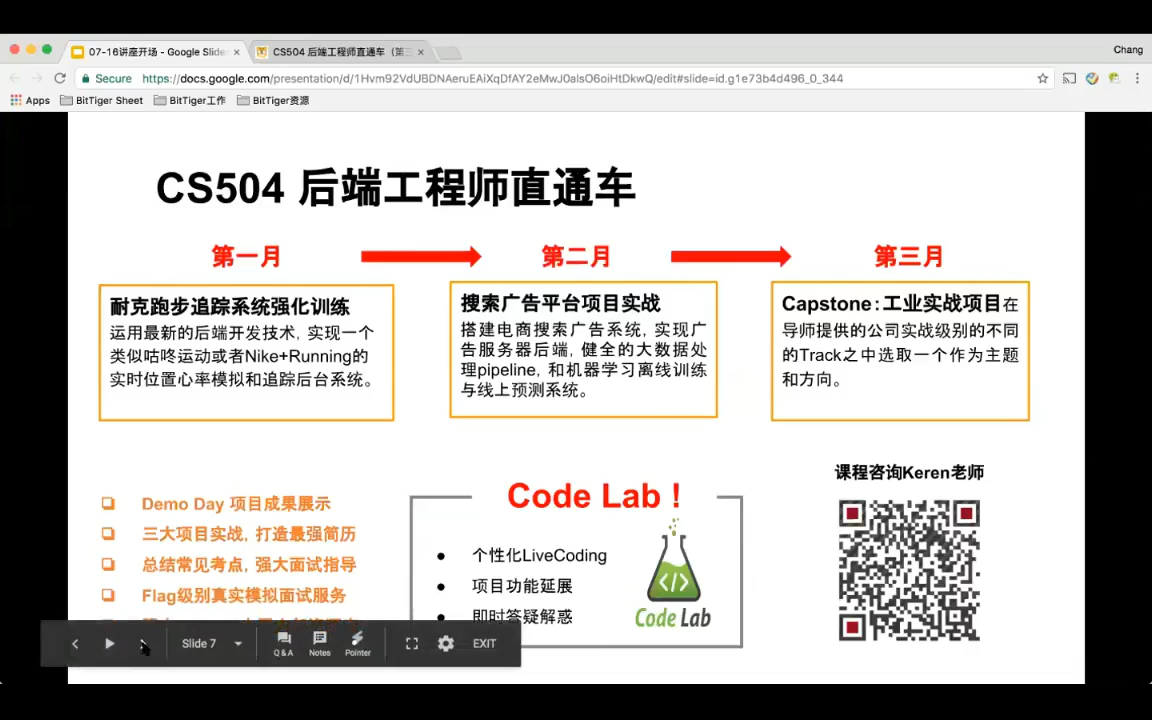 07-16讲座开场 - Google Slide
CS504 后端工程师直通车（第三
Chang
Secure
https://docs.google.com/presentation/d/1Hvm92VdUBDNAeruEAiXqDfAY2eMwJ0alsO6oiHtDkwQ/edit#slide=id.g1e73b4d496_0_344
Apps
BitTiger Sheet
BitTiger工作
BitTiger资源
CS504 后端工程师直通车
第一月
第二月
第三月
耐克跑步追踪系统强化训练
运用最新的后端开发技术, 实现一个
类似咕咚运动或者Nike+Running的
实时位置心率模拟和追踪后台系统。
搜索广告平台项目实战
搭建电商搜索广告系统, 实现广
告服务器后端, 健全的大数据处
理pipeline, 和机器学习离线训练
与线上预测系统。
Capstone: 工业实战项目在
导师提供的公司实战级别的不同
的Track之中选取一个作为主题
和方向。
Demo Day 项目成果展示
三大项目实战, 打造最强简历
总结常见考点, 强大面试指导
Flag级别真实模拟面试服务
Code Lab !
个性化LiveCoding
项目功能延展
即时答疑解惑
</>
Code Lab
课程咨询Keren老师
Slide 7
Q & A
Notes
Pointer
EXIT